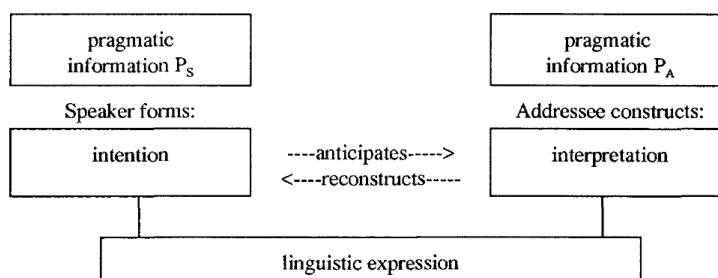 pragmatic
information P_S
pragmatic
information P_A
Speaker forms:
Addressee constructs:
intention
----anticipates----->
interpretation
<----reconstructs-----
linguistic expression